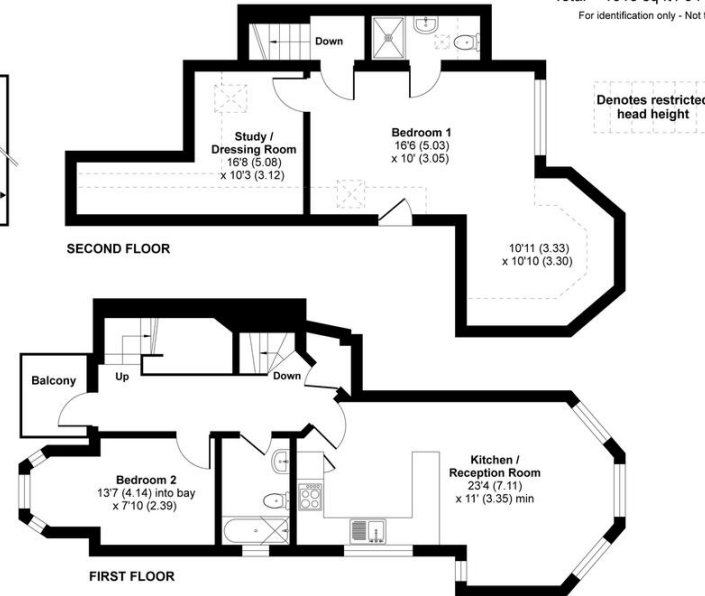 For identification only - Not
Denotes restricted
head height
Down
Study /
Dressing Room
16'8 (5.08)
x 10'3 (3.12)
Bedroom 1
16'6 (5.03)
x 10' (3.05)
10'11 (3.33)
x 10'10 (3.30)
SECOND FLOOR
Balcony
Up
Down
Bedroom 2
13'7 (4.14) into bay
x 7'10 (2.39)
Kitchen /
Reception Room
23'4 (7.11)
x 11' (3.35) min
FIRST FLOOR